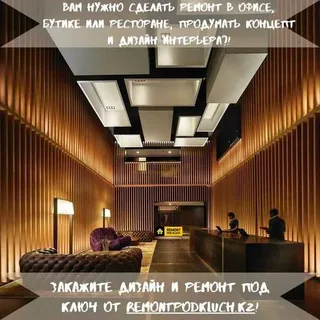 ВАМ НУЖНО СДЕЛАТЬ РЕМОНТ В ОФИСЕ,
БУТИКЕ ИЛИ РЕСТОРАНЕ, ПРОДУМАТЬ КОНЦЕПТ
И ДИЗАЙН ИНТЕРЬЕРА?!
REMONT
ЗАКАЖИТЕ ДИЗАЙН И РЕМОНТ ПОД
КЛЮЧ ОТ REMONTPODKLUCH.KZ!